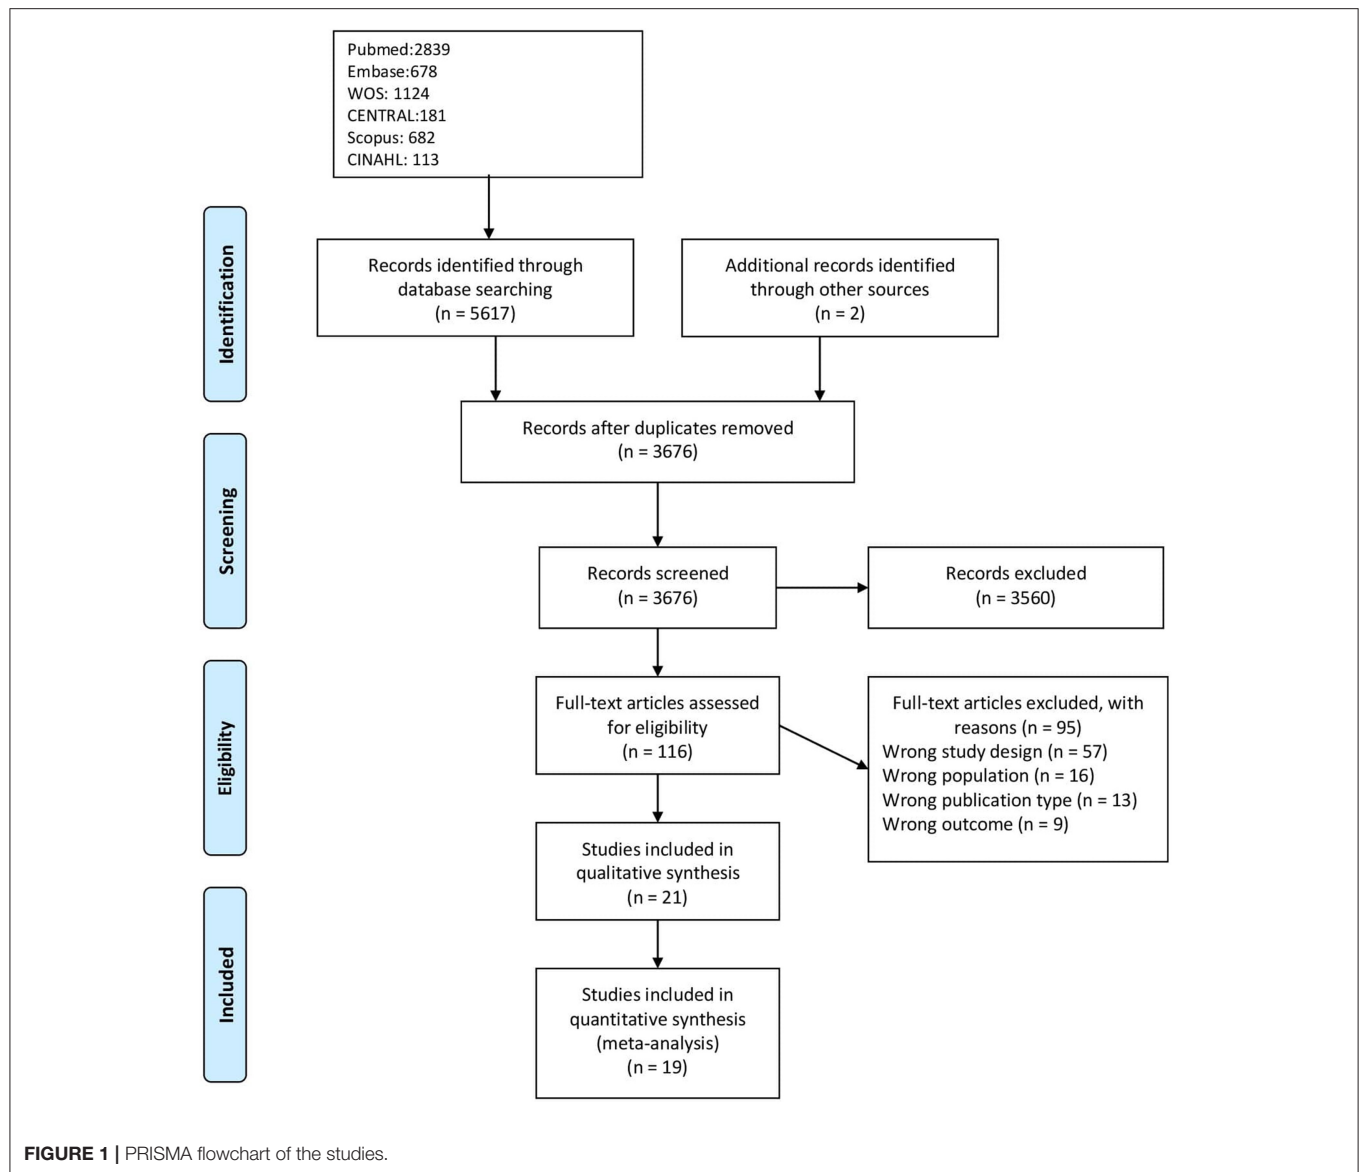 Pubmed:2839
Embase:678
WOS: 1124
CENTRAL:181
Scopus: 682
CINAHL: 113
Identification
Records identified through
database searching
(n = 5617)
Additional records identified
through other sources
(n = 2)
Records after duplicates removed
(n = 3676)
Screening
Records screened
(n = 3676)
Records excluded
(n = 3560)
Eligibility
Full-text articles assessed
for eligibility
(n = 116)
Full-text articles excluded, with
reasons (n = 95)
Wrong study design (n = 57)
Wrong population (n = 16)
Wrong publication type (n = 13)
Wrong outcome (n = 9)
Studies included in
qualitative synthesis
(n = 21)
Included
Studies included in
quantitative synthesis
(meta-analysis)
(n = 19)
FIGURE 1 | PRISMA flowchart of the studies.